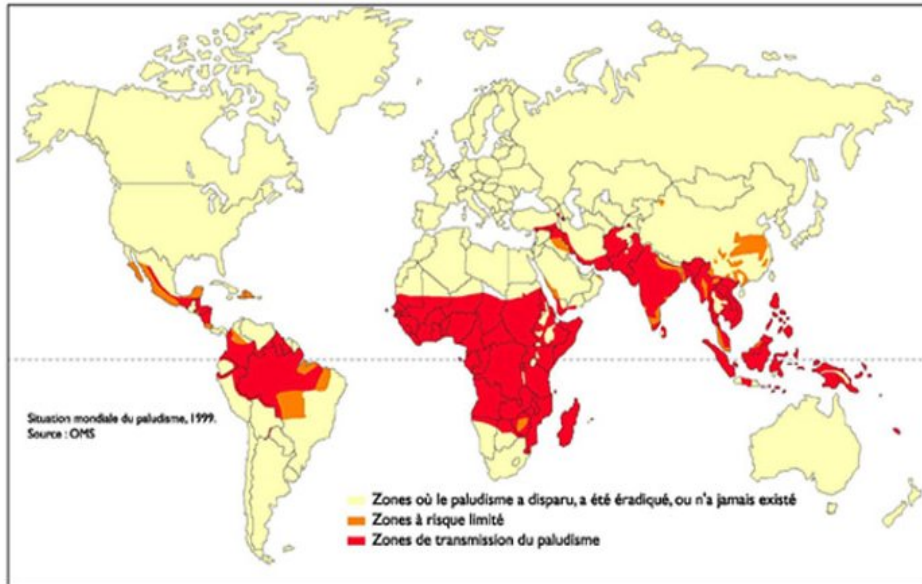 Situation mondiale du paludisme, 1999.
Source : OMS
Zones où le paludisme a disparu, a été éradiqué, ou n'a jamais existé
Zones à risque limité
Zones de transmission du paludisme